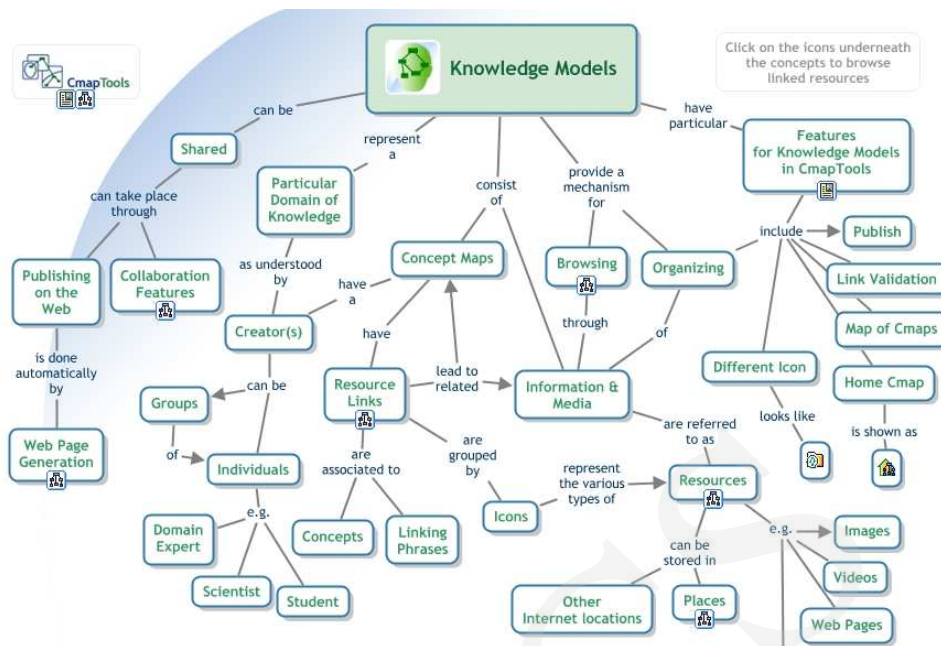 CmapTools
Knowledge Models
Click on the icons underneath
the concepts to browse
linked resources
can be
represent
a
have
particular
Shared
Features
for Knowledge Models
in CmapTools
can take place
through
Particular
Domain of
Knowledge
consist
of
provide a
mechanism
for
include
Publish
Publishing
on the
Web
Collaboration
Features
as understood
by
Concept Maps
Browsing
Organizing
Link Validation
have
a
Creator(s)
have
through
of
Map of Cmaps
is done
automatically
by
can be
Groups
Resource
Links
lead to
related
Information &
Media
Different Icon
Home Cmap
looks like
is shown as
Web Page
Generation
of
Individuals
are
associated to
are
grouped
by
are referred
to as
represent
the various
types of
Resources
e.g.
Domain
Expert
Concepts
Linking
Phrases
Icons
e.g.
Images
Scientist
Student
can be
stored in
Videos
Other
Internet locations
Places
Web Pages